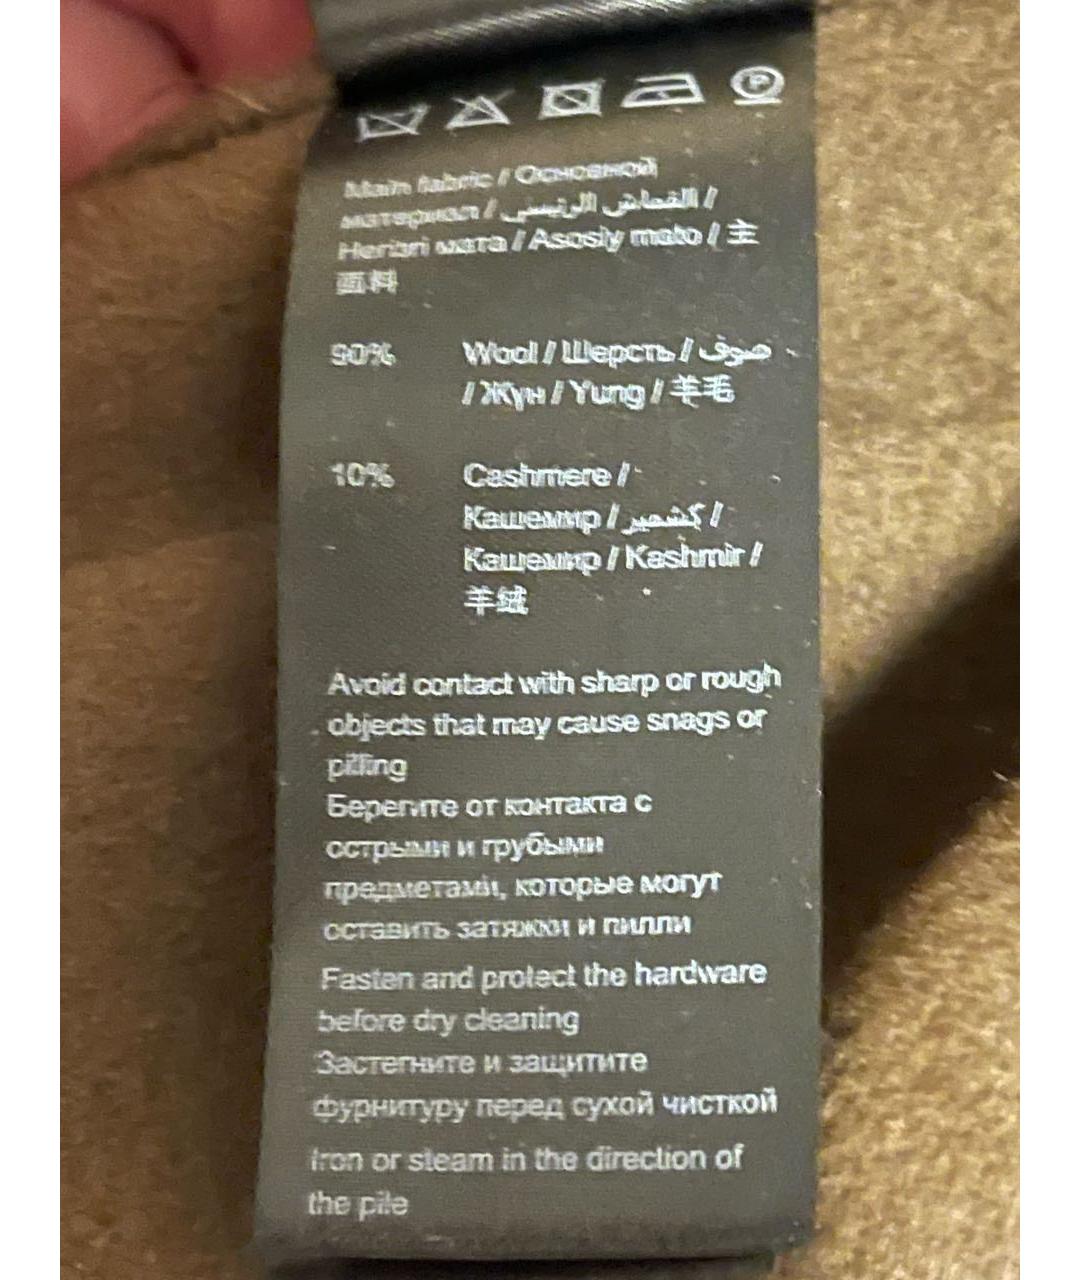 P
Main fabric / Основной
материал / القماش الرئيسي /
Негізгі мата / Asosiy mato / 主
面料
90% Wool / Шерсть / صوف
/ Жүн / Yung / 羊毛
10% Cashmere /
Кашемир / كشمير /
Кашемир / Kashmir /
羊绒
Avoid contact with sharp or rough
objects that may cause snags or
pilling
Берегите от контакта с
острыми и грубыми
предметами, которые могут
оставить затяжки и пилли
Fasten and protect the hardware
before dry cleaning
Застегните и защитите
фурнитуру перед сухой чисткой
Iron or steam in the direction of
the pile